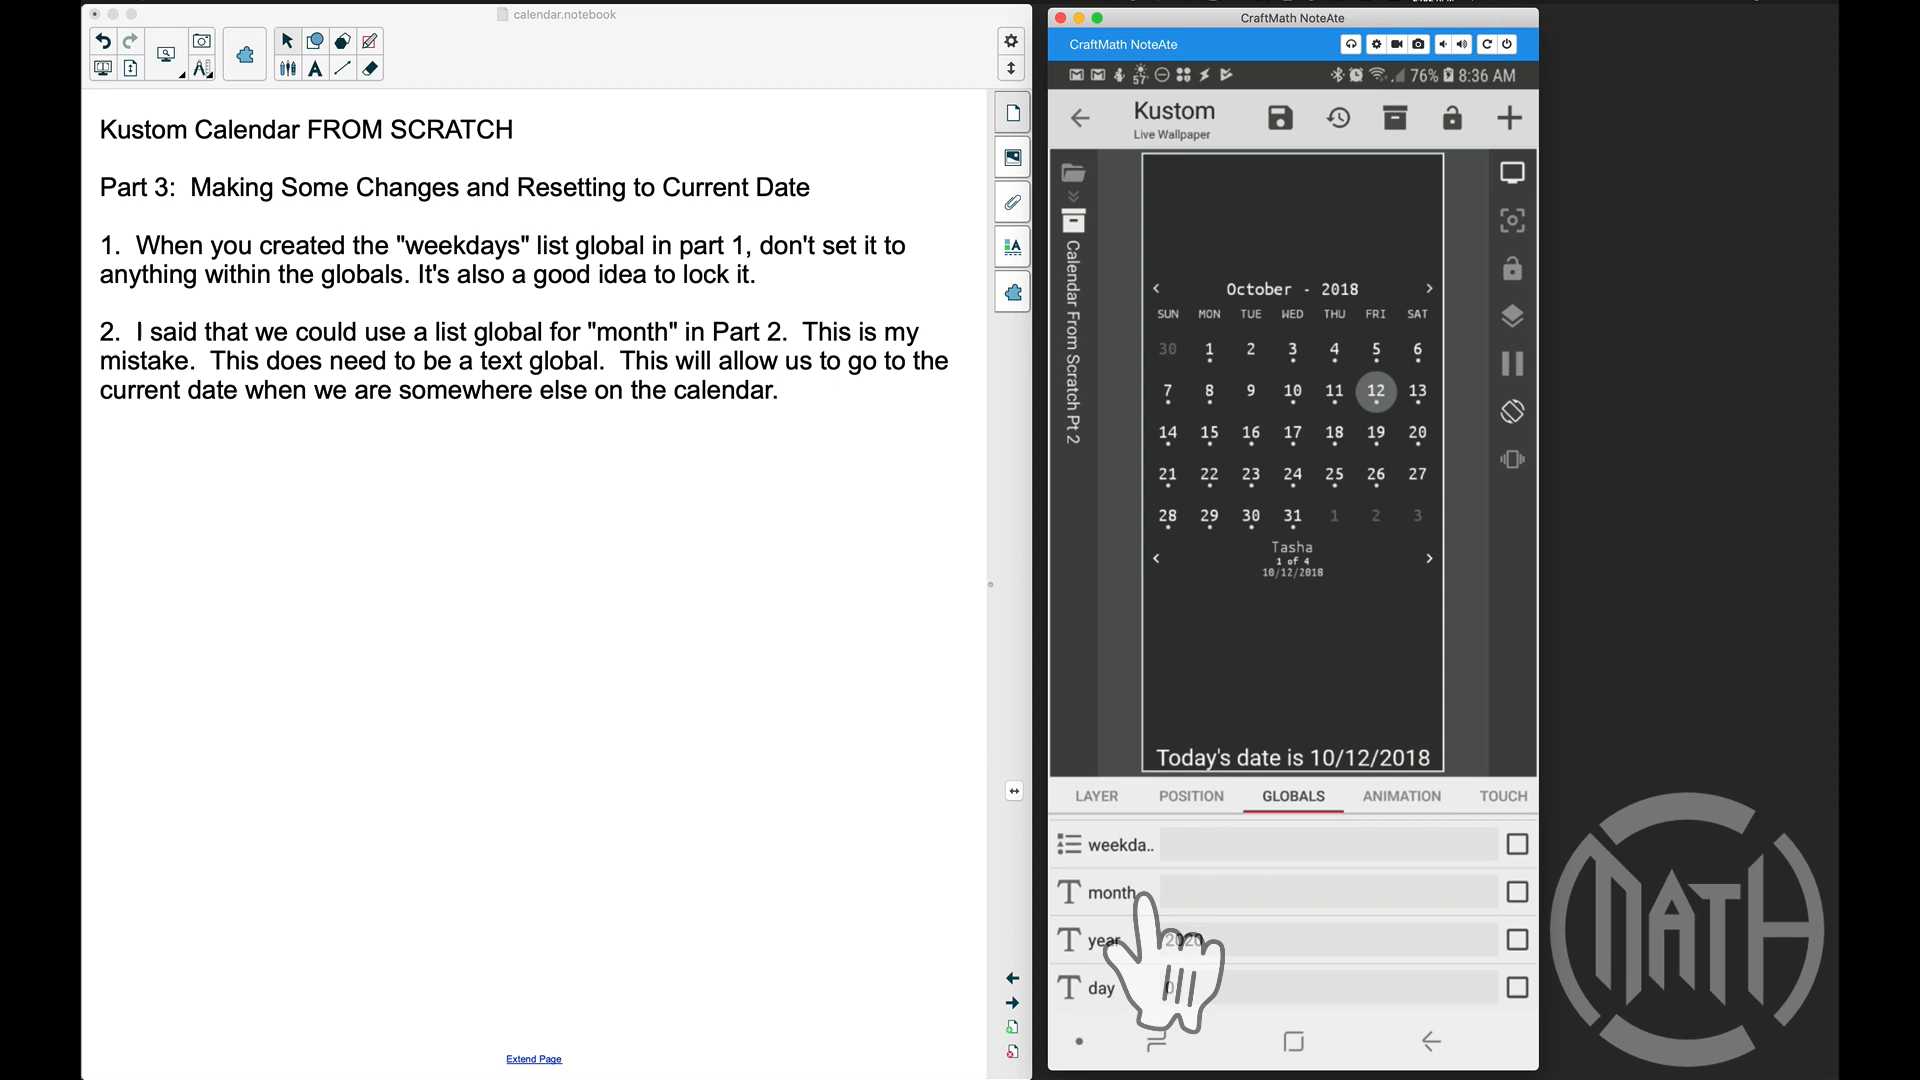 calendar.notebook
Kustom Calendar FROM SCRATCH
Part 3: Making Some Changes and Resetting to Current Date
1. When you created the "weekdays" list global in part 1, don't set it to
anything within the globals. It's also a good idea to lock it.
2. I said that we could use a list global for "month" in Part 2. This is my
mistake. This does need to be a text global. This will allow us to go to the
current date when we are somewhere else on the calendar.
Extend Page
CraftMath NoteAte
CraftMath NoteAte
57 76% 8:36 AM
Kustom
Live Wallpaper
Calendar From Scratch Pt 2
< October - 2018 >
SUN MON TUE WED THU FRI SAT
30 1 2 3 4 5 6
7 8 9 10 11 12 13
14 15 16 17 18 19 20
21 22 23 24 25 26 27
28 29 30 31 1 2 3
Tasha
< 1 of 4 >
10/12/2018
Today's date is 10/12/2018
LAYER POSITION GLOBALS ANIMATION TOUCH
weekda..
month
year 2020
day 0
MATH